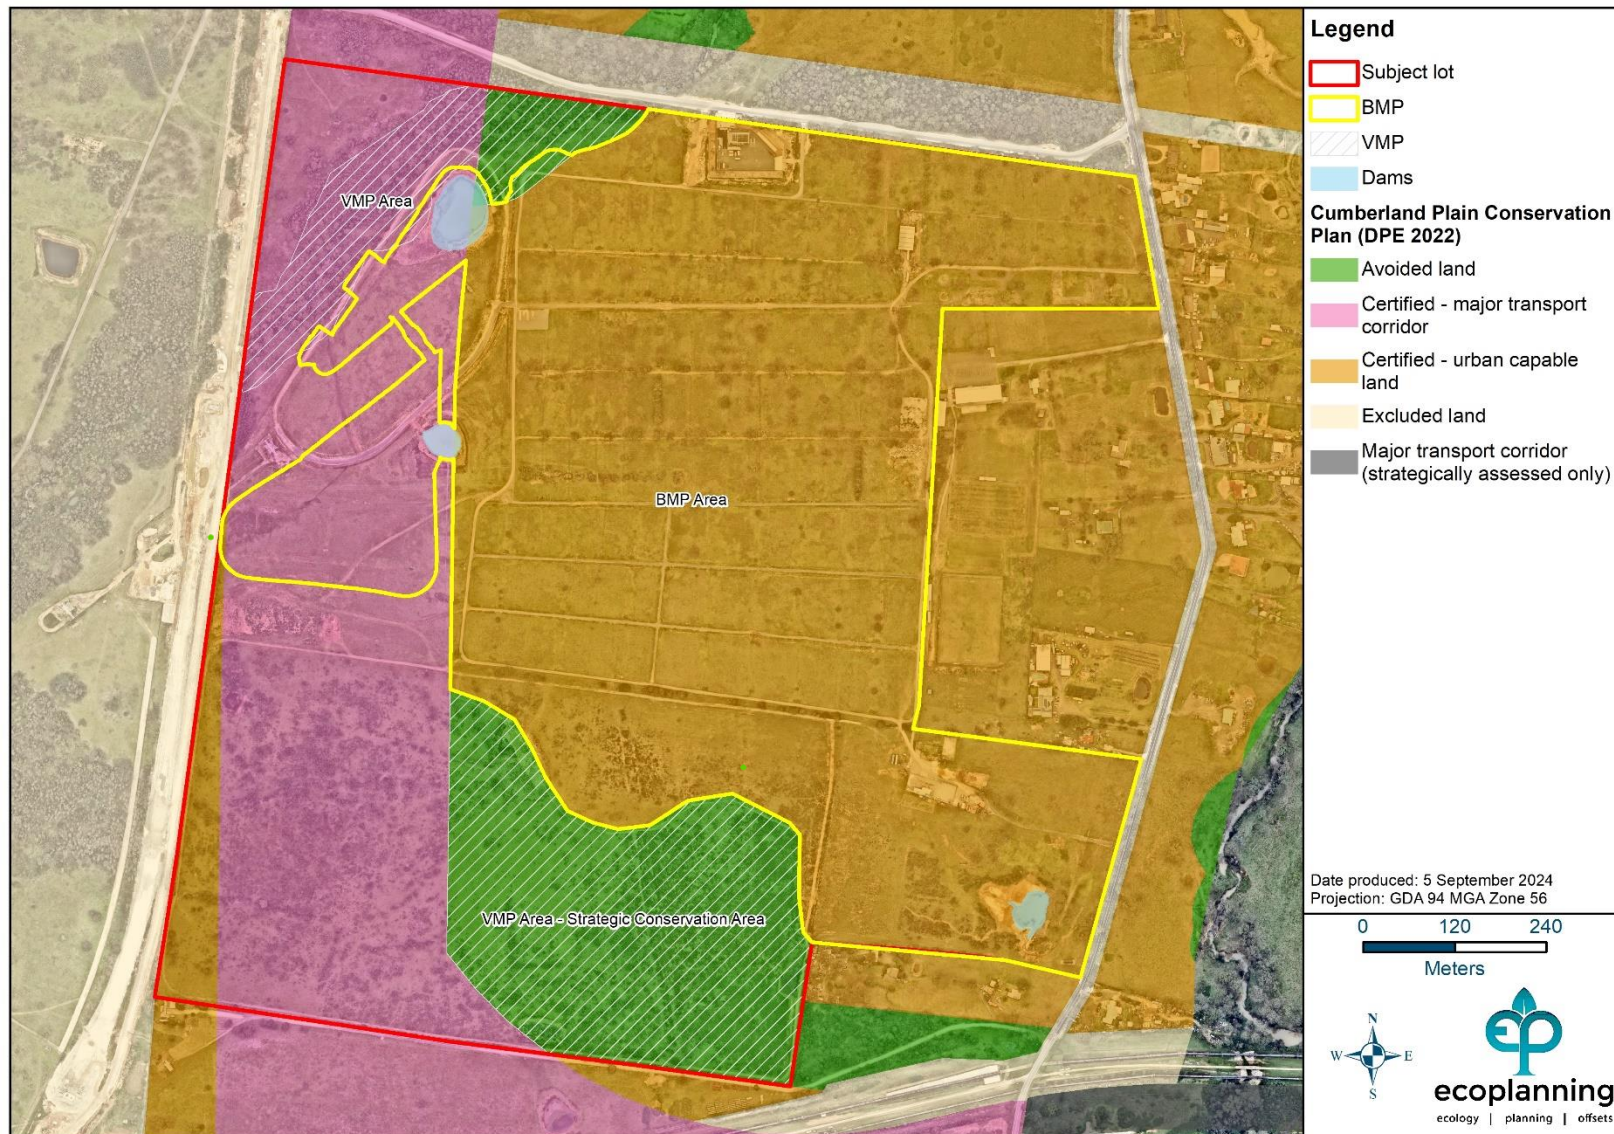 Legend
Subject lot
BMP
VMP
Dams
Cumberland Plain Conservation
Plan (DPE 2022)
Avoided land
Certified - major transport
corridor
Certified - urban capable
land
Excluded land
Major transport corridor
(strategically assessed only)
VMP Area
BMP Area
VMP Area - Strategic Conservation Area
Date produced: 5 September 2024
Projection: GDA 94 MGA Zone 56
0 120 240
Meters
N
W E
S
ep
ecoplanning
ecology | planning | offsets